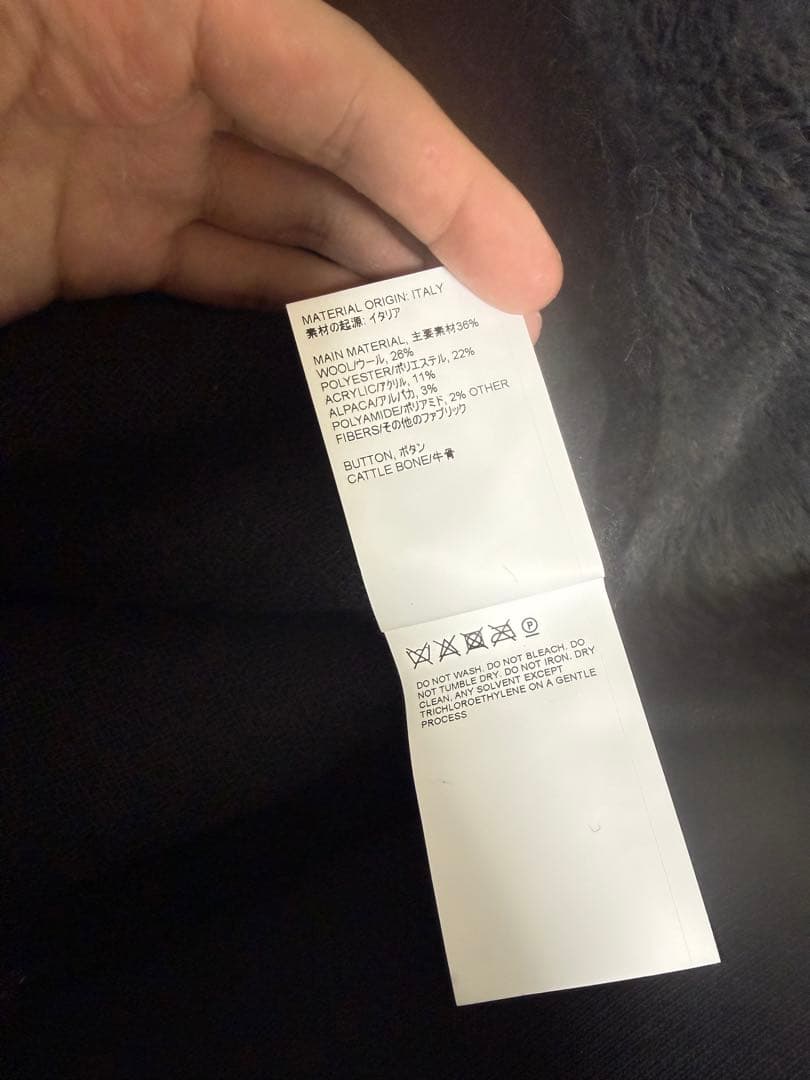 MATERIAL ORIGIN: ITALY
素材の起源: イタリア
MAIN MATERIAL, 主要素材36%
WOOL/ウール, 26%
POLYESTER/ポリエステル, 22%
ACRYLIC/アクリル, 11%
ALPACA/アルパカ, 3%
POLYAMIDE/ポリアミド, 2% OTHER
FIBERS/その他のファブリック
BUTTON, ボタン
CATTLE BONE/牛骨
P
DO NOT WASH. DO NOT BLEACH. DO
NOT TUMBLE DRY. DO NOT IRON. DRY
CLEAN, ANY SOLVENT EXCEPT
TRICHLOROETHYLENE ON A GENTLE
PROCESS